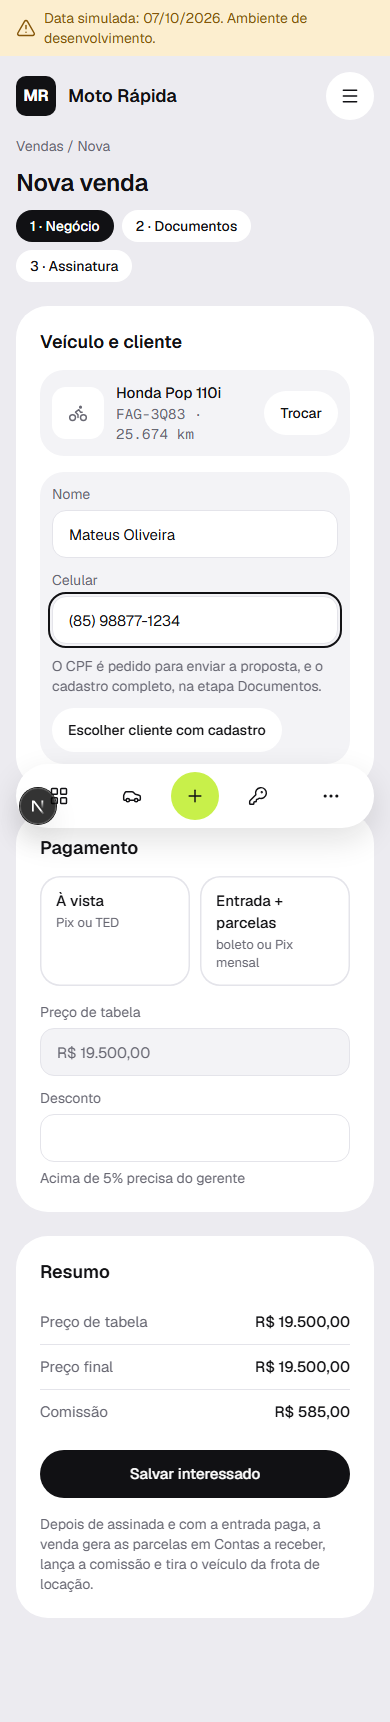 Data simulada: 07/10/2026. Ambiente de
desenvolvimento.
MR Moto Rápida
Vendas / Nova
Nova venda
1 · Negócio 2 · Documentos
3 · Assinatura
Veículo e cliente
Honda Pop 110i
FAG-3Q83 ·
25.674 km
Trocar
Nome
Mateus Oliveira
Celular
(85) 98877-1234
O CPF é pedido para enviar a proposta, e o
cadastro completo, na etapa Documentos.
Escolher cliente com cadastro
N
Pagamento
À vista
Pix ou TED
Entrada +
parcelas
boleto ou Pix
mensal
Preço de tabela
R$ 19.500,00
Desconto
Acima de 5% precisa do gerente
Resumo
Preço de tabela R$ 19.500,00
Preço final R$ 19.500,00
Comissão R$ 585,00
Salvar interessado
Depois de assinada e com a entrada paga, a
venda gera as parcelas em Contas a receber,
lança a comissão e tira o veículo da frota de
locação.